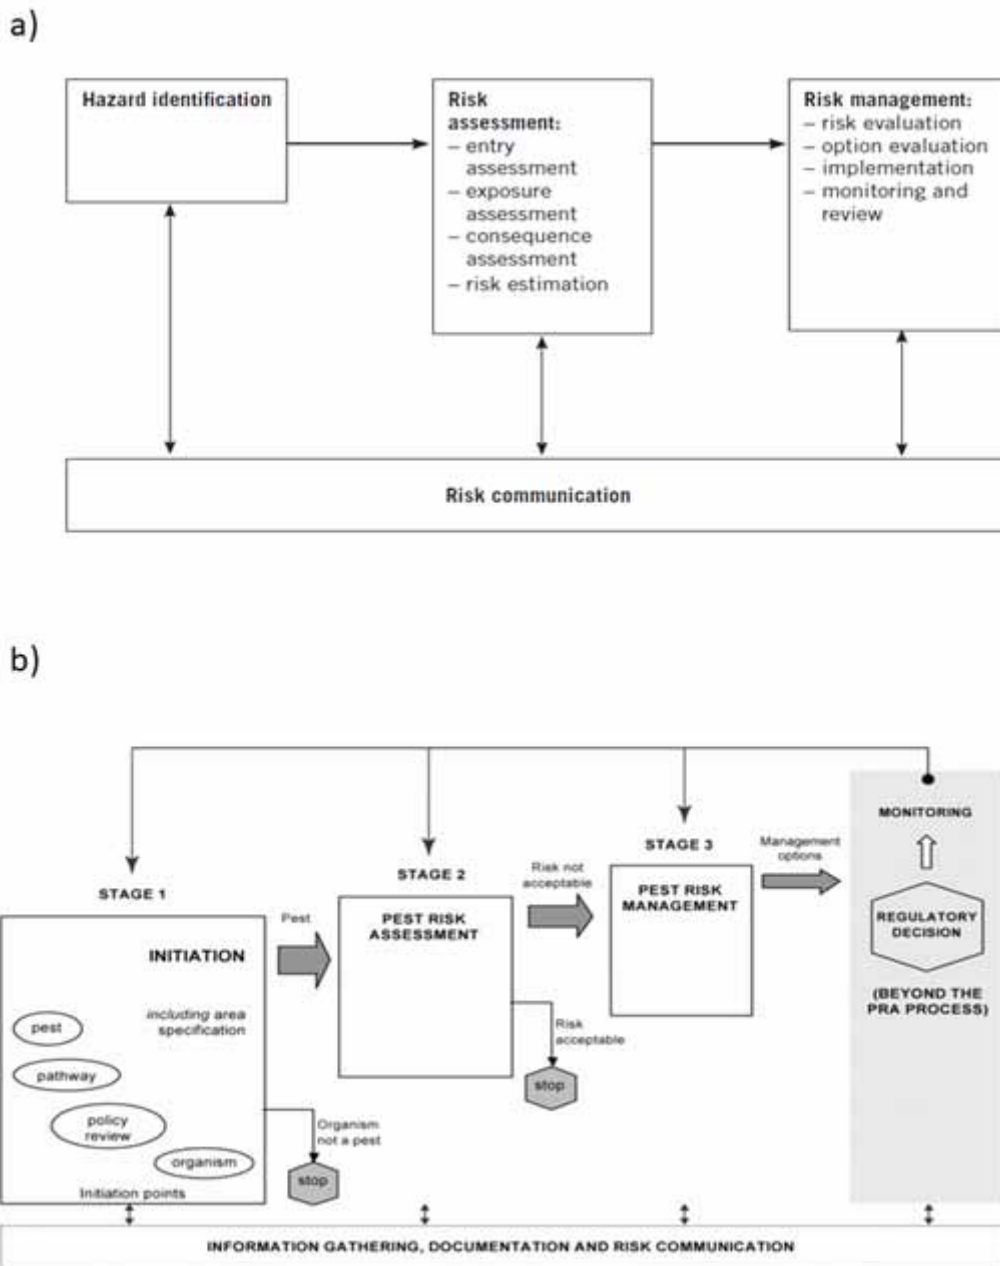 a)
Hazard identification
Risk
assessment:
– entry
assessment
– exposure
assessment
– consequence
assessment
– risk estimation
Risk management:
– risk evaluation
– option evaluation
– implementation
– monitoring and
review
Risk communication
b)
STAGE 1
INITIATION
including area
specification
pest
pathway
policy
review
organism
Initiation points
Pest
Organism
not a pest
stop
STAGE 2
PEST RISK
ASSESSMENT
Risk not
acceptable
Risk
acceptable
stop
STAGE 3
PEST RISK
MANAGEMENT
Management
options
MONITORING
REGULATORY
DECISION
(BEYOND THE
PRA PROCESS)
INFORMATION GATHERING, DOCUMENTATION AND RISK COMMUNICATION